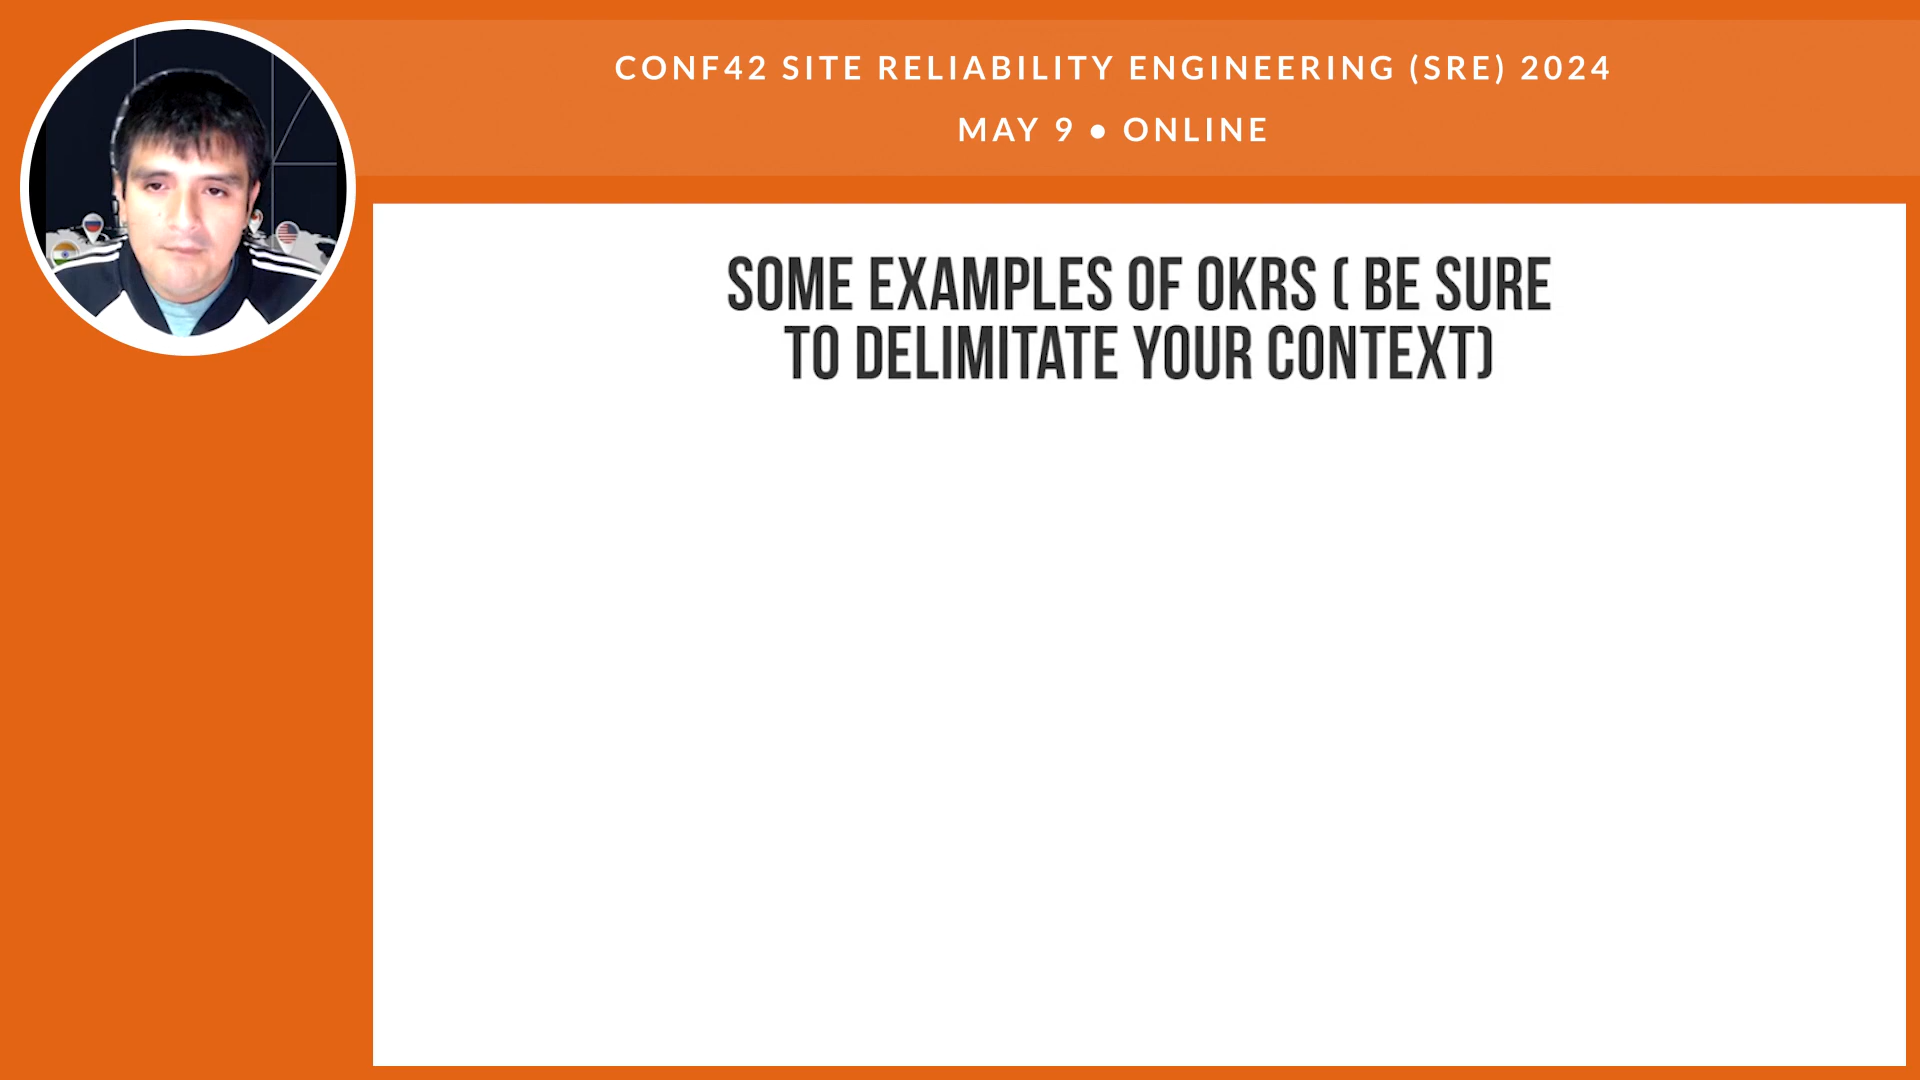 CONF42 SITE RELIABILITY ENGINEERING (SRE) 2024
MAY 9 • ONLINE
SOME EXAMPLES OF OKRS ( BE SURE
TO DELIMITATE YOUR CONTEXT)